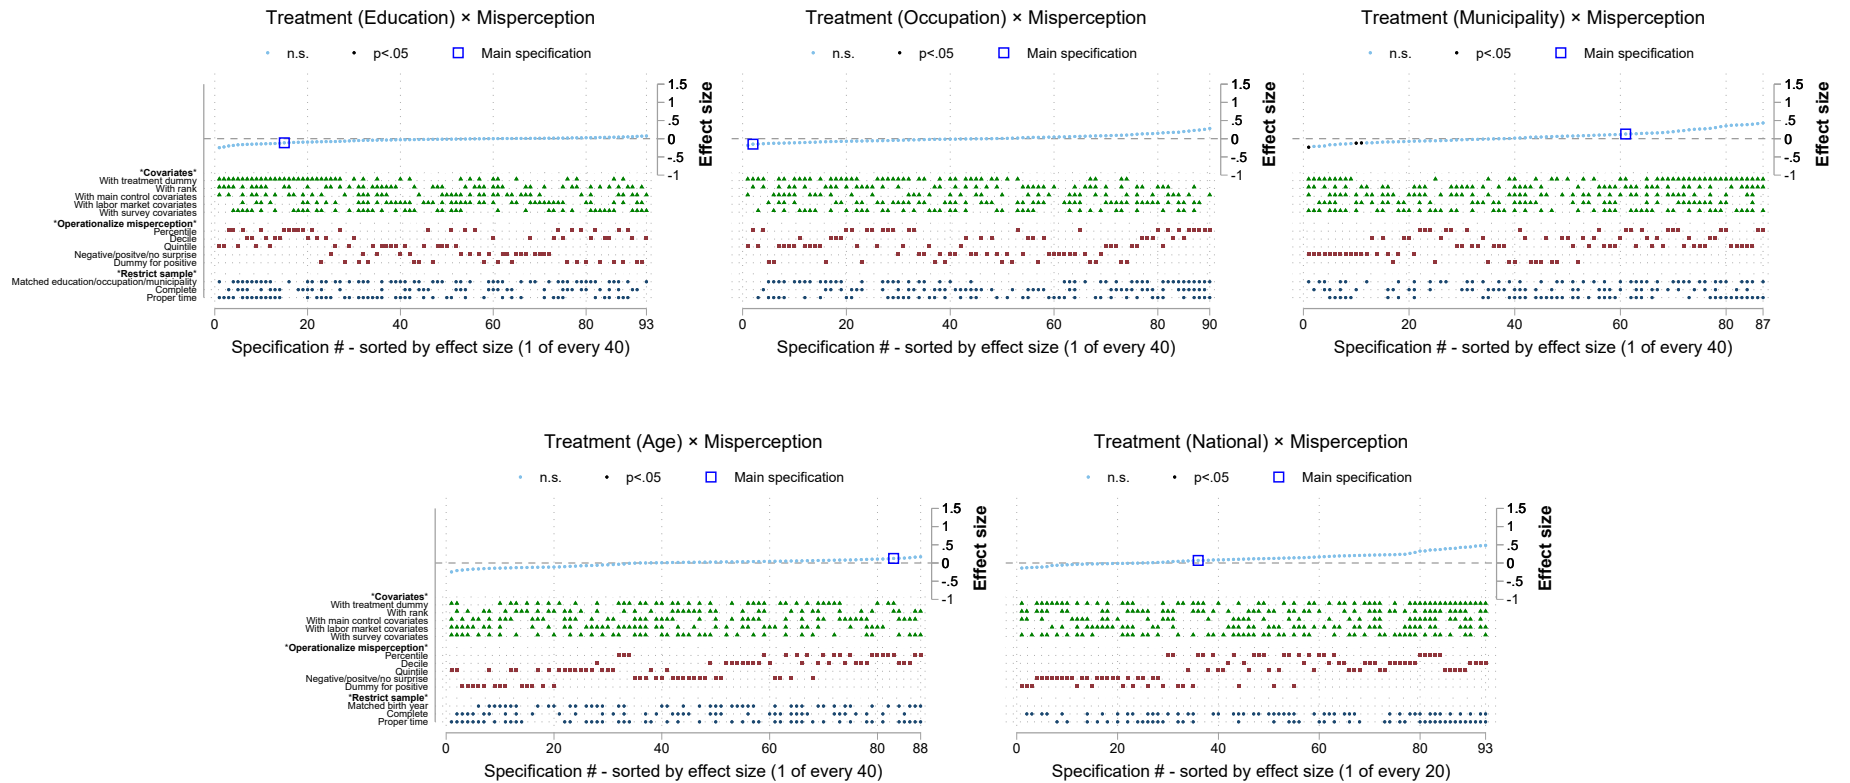 Treatment (Education) × Misperception
n.s.
p<.05
Main specification
1.5
1
.5
0
-.5
-1
Effect size
*Covariates*
With treatment dummy
With rank
With main control covariates
With labor market covariates
With survey covariates
*Operationalize misperception*
Percentile
Decile
Quintile
Negative/positve/no surprise
Dummy for positive
*Restrict sample*
Matched education/occupation/municipality
Complete
Proper time
0 20 40 60 80 93
Specification # - sorted by effect size (1 of every 40)
Treatment (Occupation) × Misperception
n.s.
p<.05
Main specification
1.5
1
.5
0
-.5
-1
Effect size
0 20 40 60 80 90
Specification # - sorted by effect size (1 of every 40)
Treatment (Municipality) × Misperception
n.s.
p<.05
Main specification
1.5
1
.5
0
-.5
-1
Effect size
0 20 40 60 80 87
Specification # - sorted by effect size (1 of every 40)
Treatment (Age) × Misperception
n.s.
p<.05
Main specification
1.5
1
.5
0
-.5
-1
Effect size
*Covariates*
With treatment dummy
With rank
With main control covariates
With labor market covariates
With survey covariates
*Operationalize misperception*
Percentile
Decile
Quintile
Negative/positve/no surprise
Dummy for positive
*Restrict sample*
Matched birth year
Complete
Proper time
0 20 40 60 80 88
Specification # - sorted by effect size (1 of every 40)
Treatment (National) × Misperception
n.s.
p<.05
Main specification
1.5
1
.5
0
-.5
-1
Effect size
0 20 40 60 80 93
Specification # - sorted by effect size (1 of every 20)